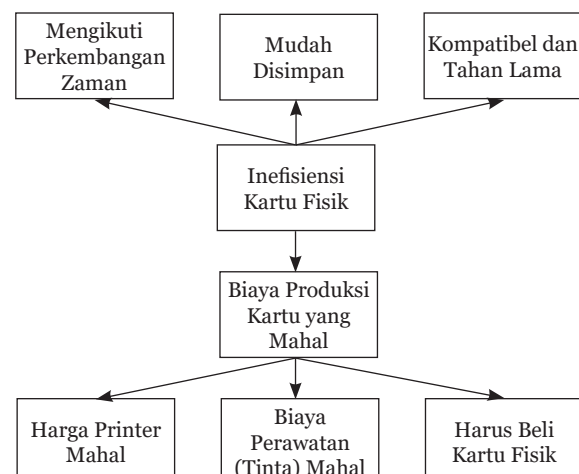 Mengikuti
Perkembangan
Zaman
Mudah
Disimpan
Kompatibel dan
Tahan Lama
Inefisiensi
Kartu Fisik
Biaya Produksi
Kartu yang
Mahal
Harga Printer
Mahal
Biaya
Perawatan
(Tinta) Mahal
Harus Beli
Kartu Fisik